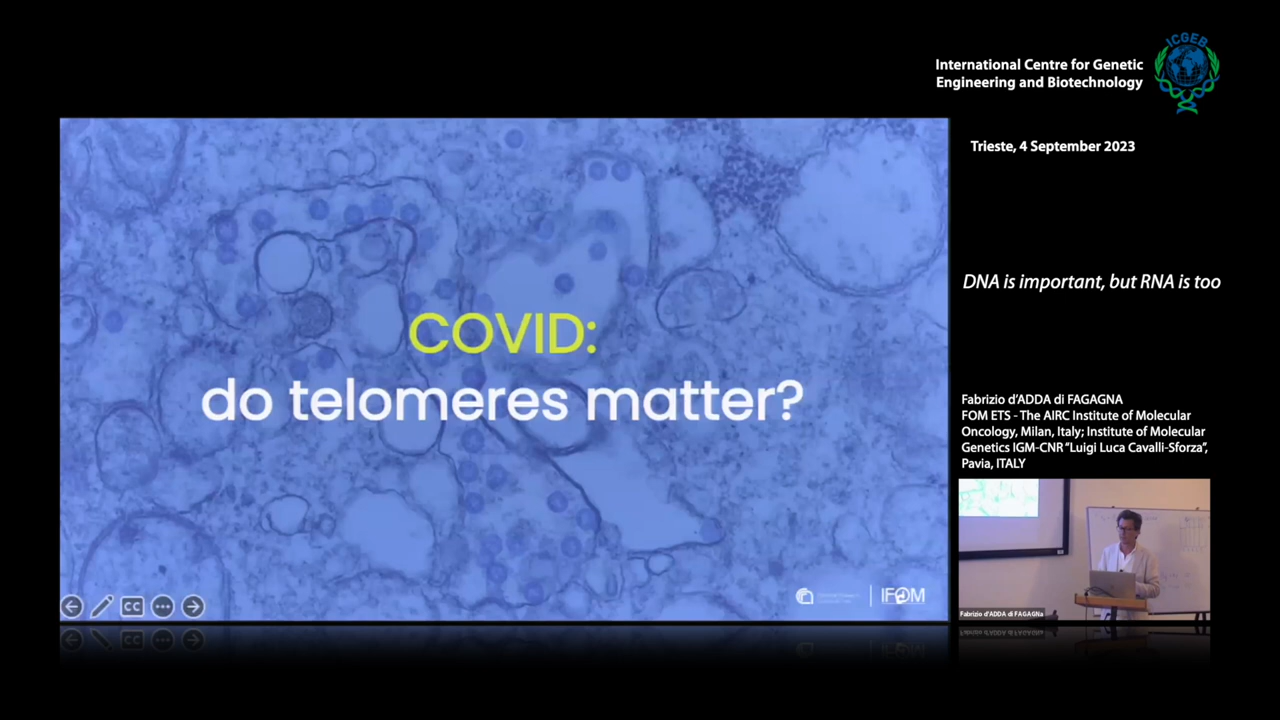 ICGEB
International Centre for Genetic
Engineering and Biotechnology
Trieste, 4 September 2023
COVID:
do telomeres matter?
DNA is important, but RNA is too
Fabrizio d'ADDA di FAGAGNA
FOM ETS - The AIRC Institute of Molecular
Oncology, Milan, Italy; Institute of Molecular
Genetics IGM-CNR "Luigi Luca Cavalli-Sforza",
Pavia, ITALY
Fabrizio d'ADDA di FAGAGNa
CC
IFOM